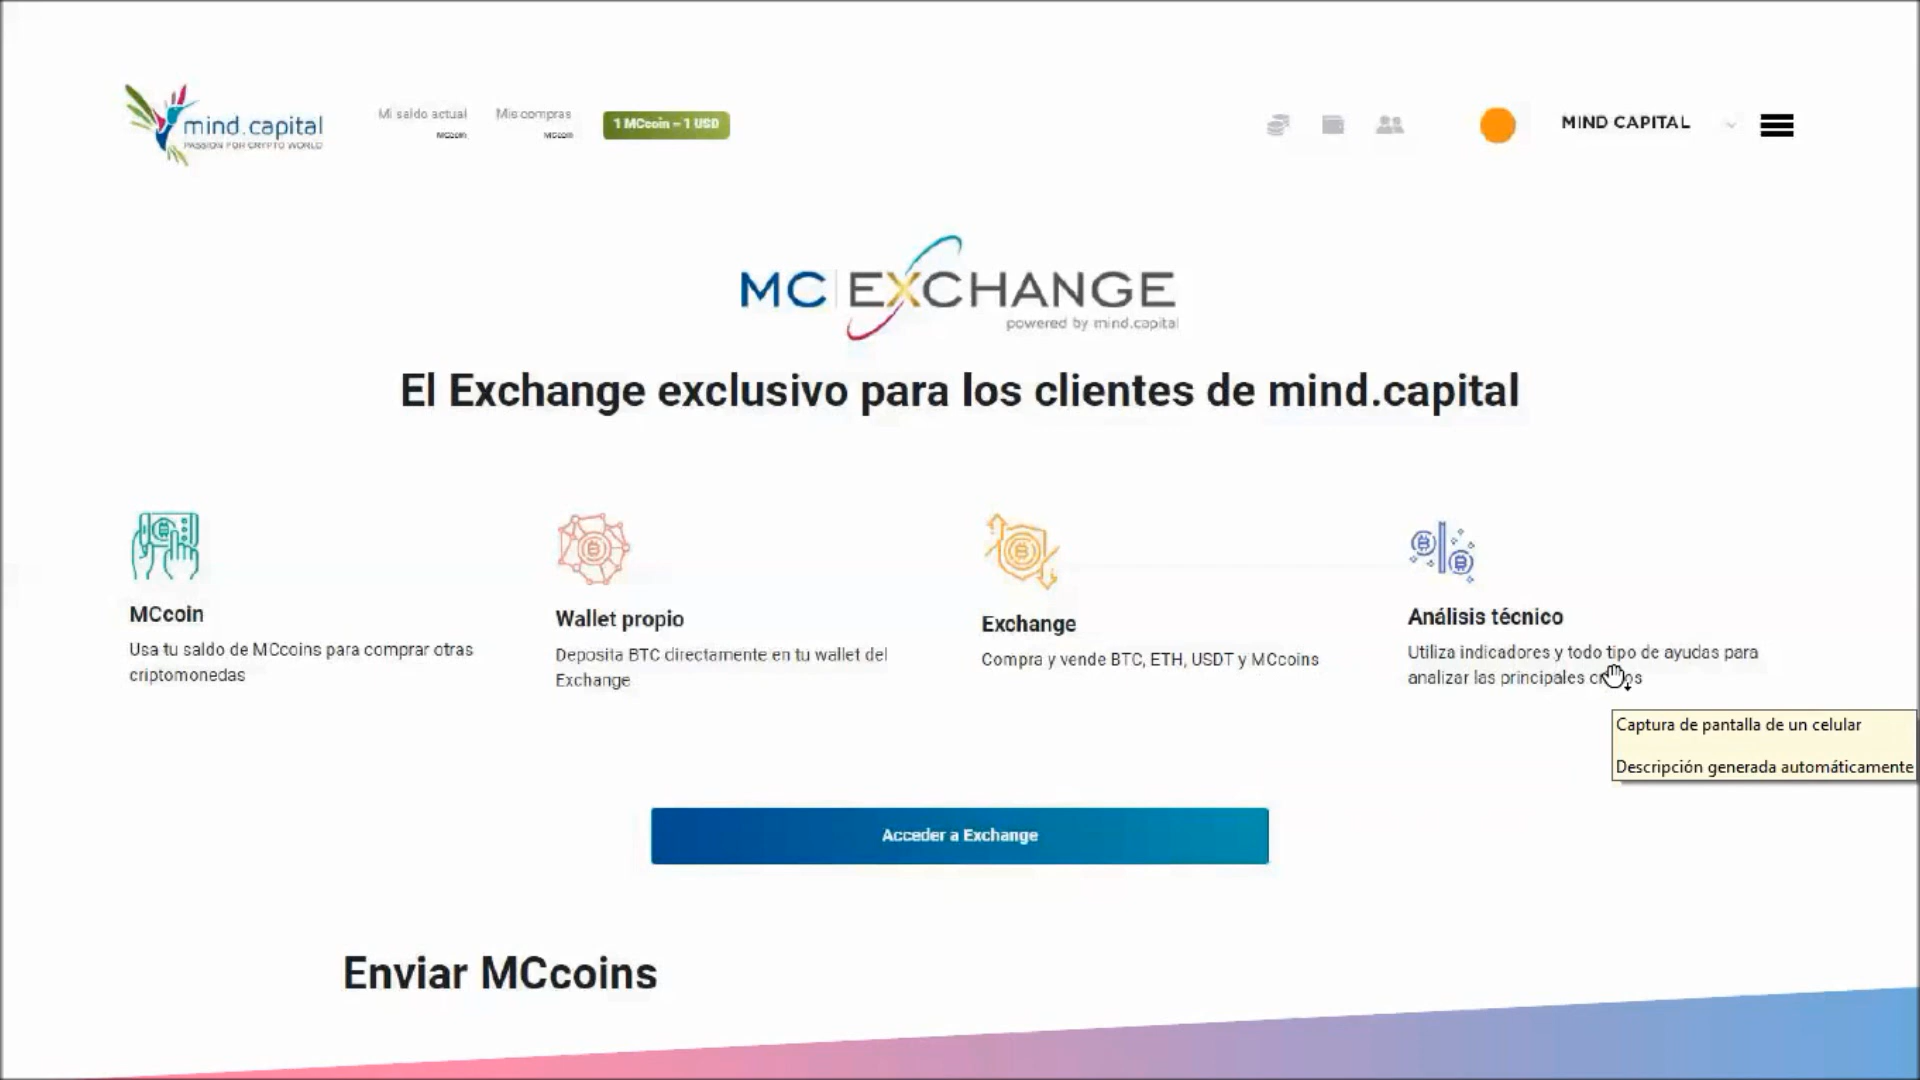 mind.capital
PASSION FOR CRYPTO WORLD
Mi saldo actual
MCcoin
Mis compras
MCcoin
1 MCcoin = 1 USD
MIND CAPITAL
MC EXCHANGE
powered by mind.capital
El Exchange exclusivo para los clientes de mind.capital
MCcoin
Usa tu saldo de MCcoins para comprar otras
criptomonedas
Wallet propio
Deposita BTC directamente en tu wallet del
Exchange
Exchange
Compra y vende BTC, ETH, USDT y MCcoins
Análisis técnico
Utiliza indicadores y todo tipo de ayudas para
analizar las principales
Captura de pantalla de un celular
Descripción generada automáticamente
Acceder a Exchange
Enviar MCcoins